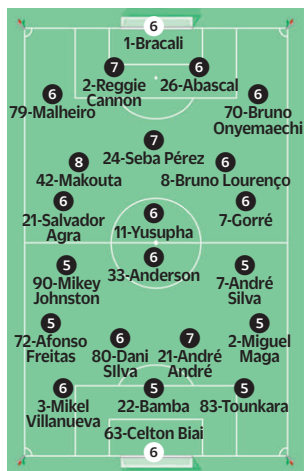 6
1-Bracali
7
6
2-Reggie
Cannon
26-Abascal
6
6
79-Malheiro
70-Bruno
Onyemaechi
7
24-Seba Pérez
8
6
42-Makouta
8-Bruno Lourenço
6
6
21-Salvador
Agra
7-Gorré
6
11-Yusupha
6
33-Anderson
5
5
90-Mikey
Johnston
7-André
Silva
5
5
72-Afonso
Freitas
2-Miguel
Maga
6
7
80-Dani
SIlva
21-André
André
6
5
5
3-Mikel
Villanueva
22-Bamba
83-Tounkara
63-Celton Biai
6